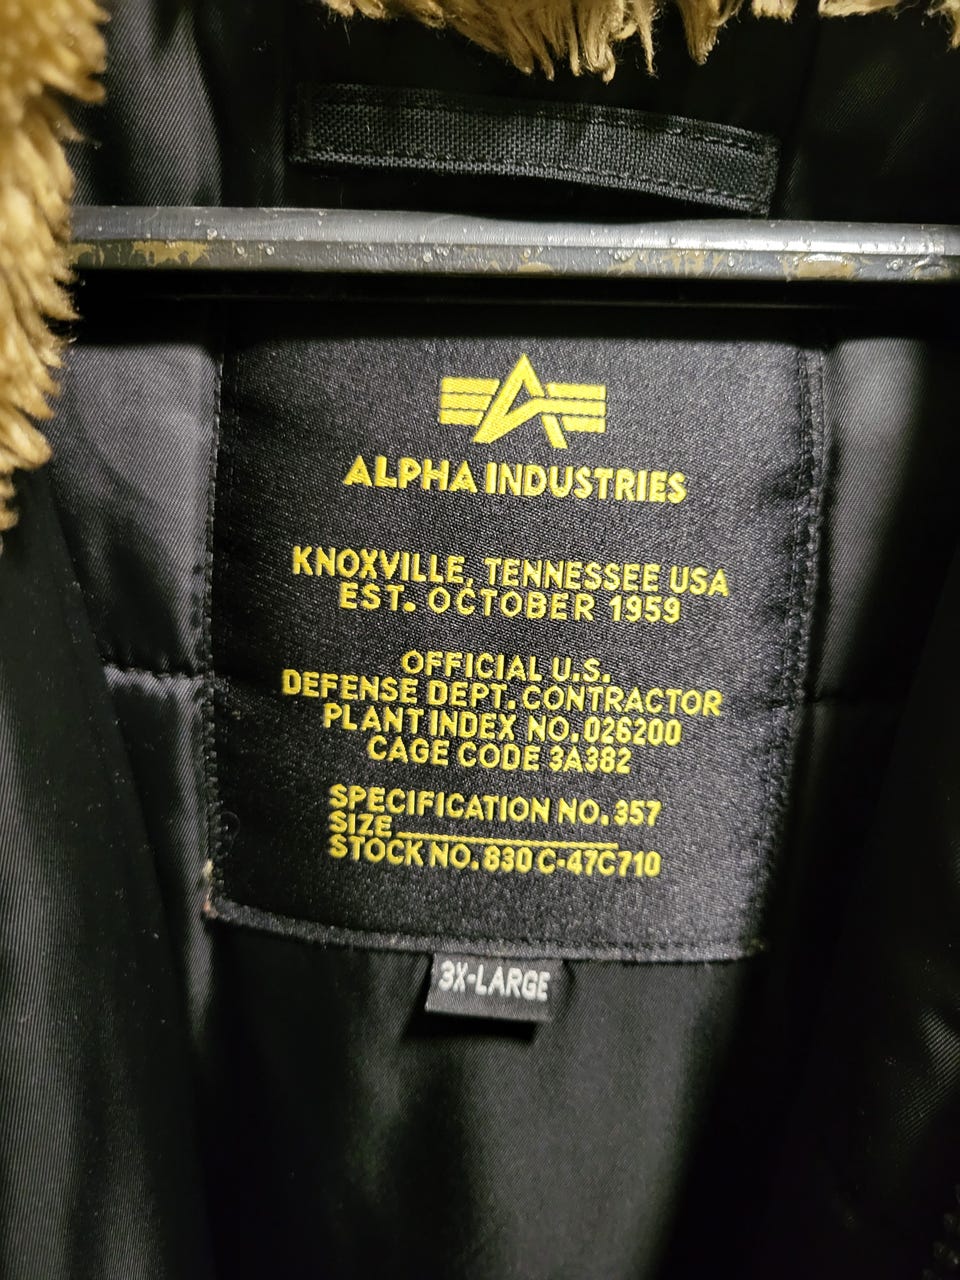 ALPHA INDUSTRIES
KNOXVILLE, TENNESSEE USA
EST. OCTOBER 1959
OFFICIAL U.S.
DEFENSE DEPT. CONTRACTOR
PLANT INDEX NO. 026200
CAGE CODE 3A382
SPECIFICATION NO. 357
SIZE
STOCK NO. 830 C-47C710
3X-LARGE